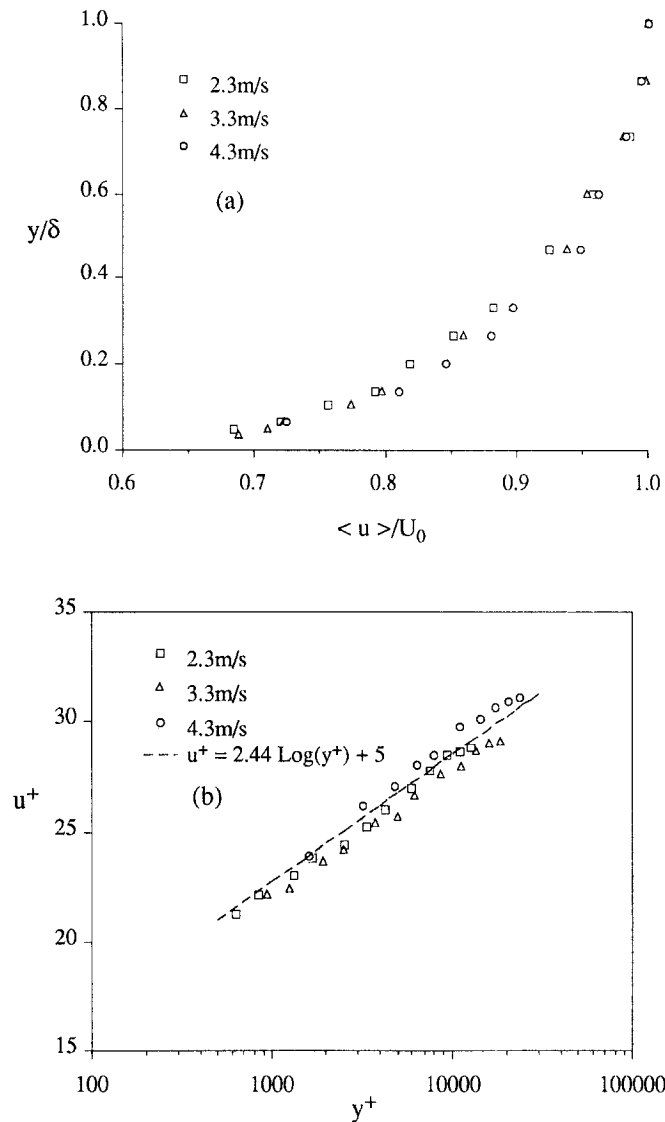 1.0
0.8
0.6
0.4
0.2
0.0
y/δ
2.3m/s
3.3m/s
4.3m/s
(a)
0.6 0.7 0.8 0.9 1.0
< u >/U₀
35
30
25
20
15
u⁺
2.3m/s
3.3m/s
4.3m/s
u⁺ = 2.44 Log(y⁺) + 5
(b)
100 1000 10000 100000
y⁺